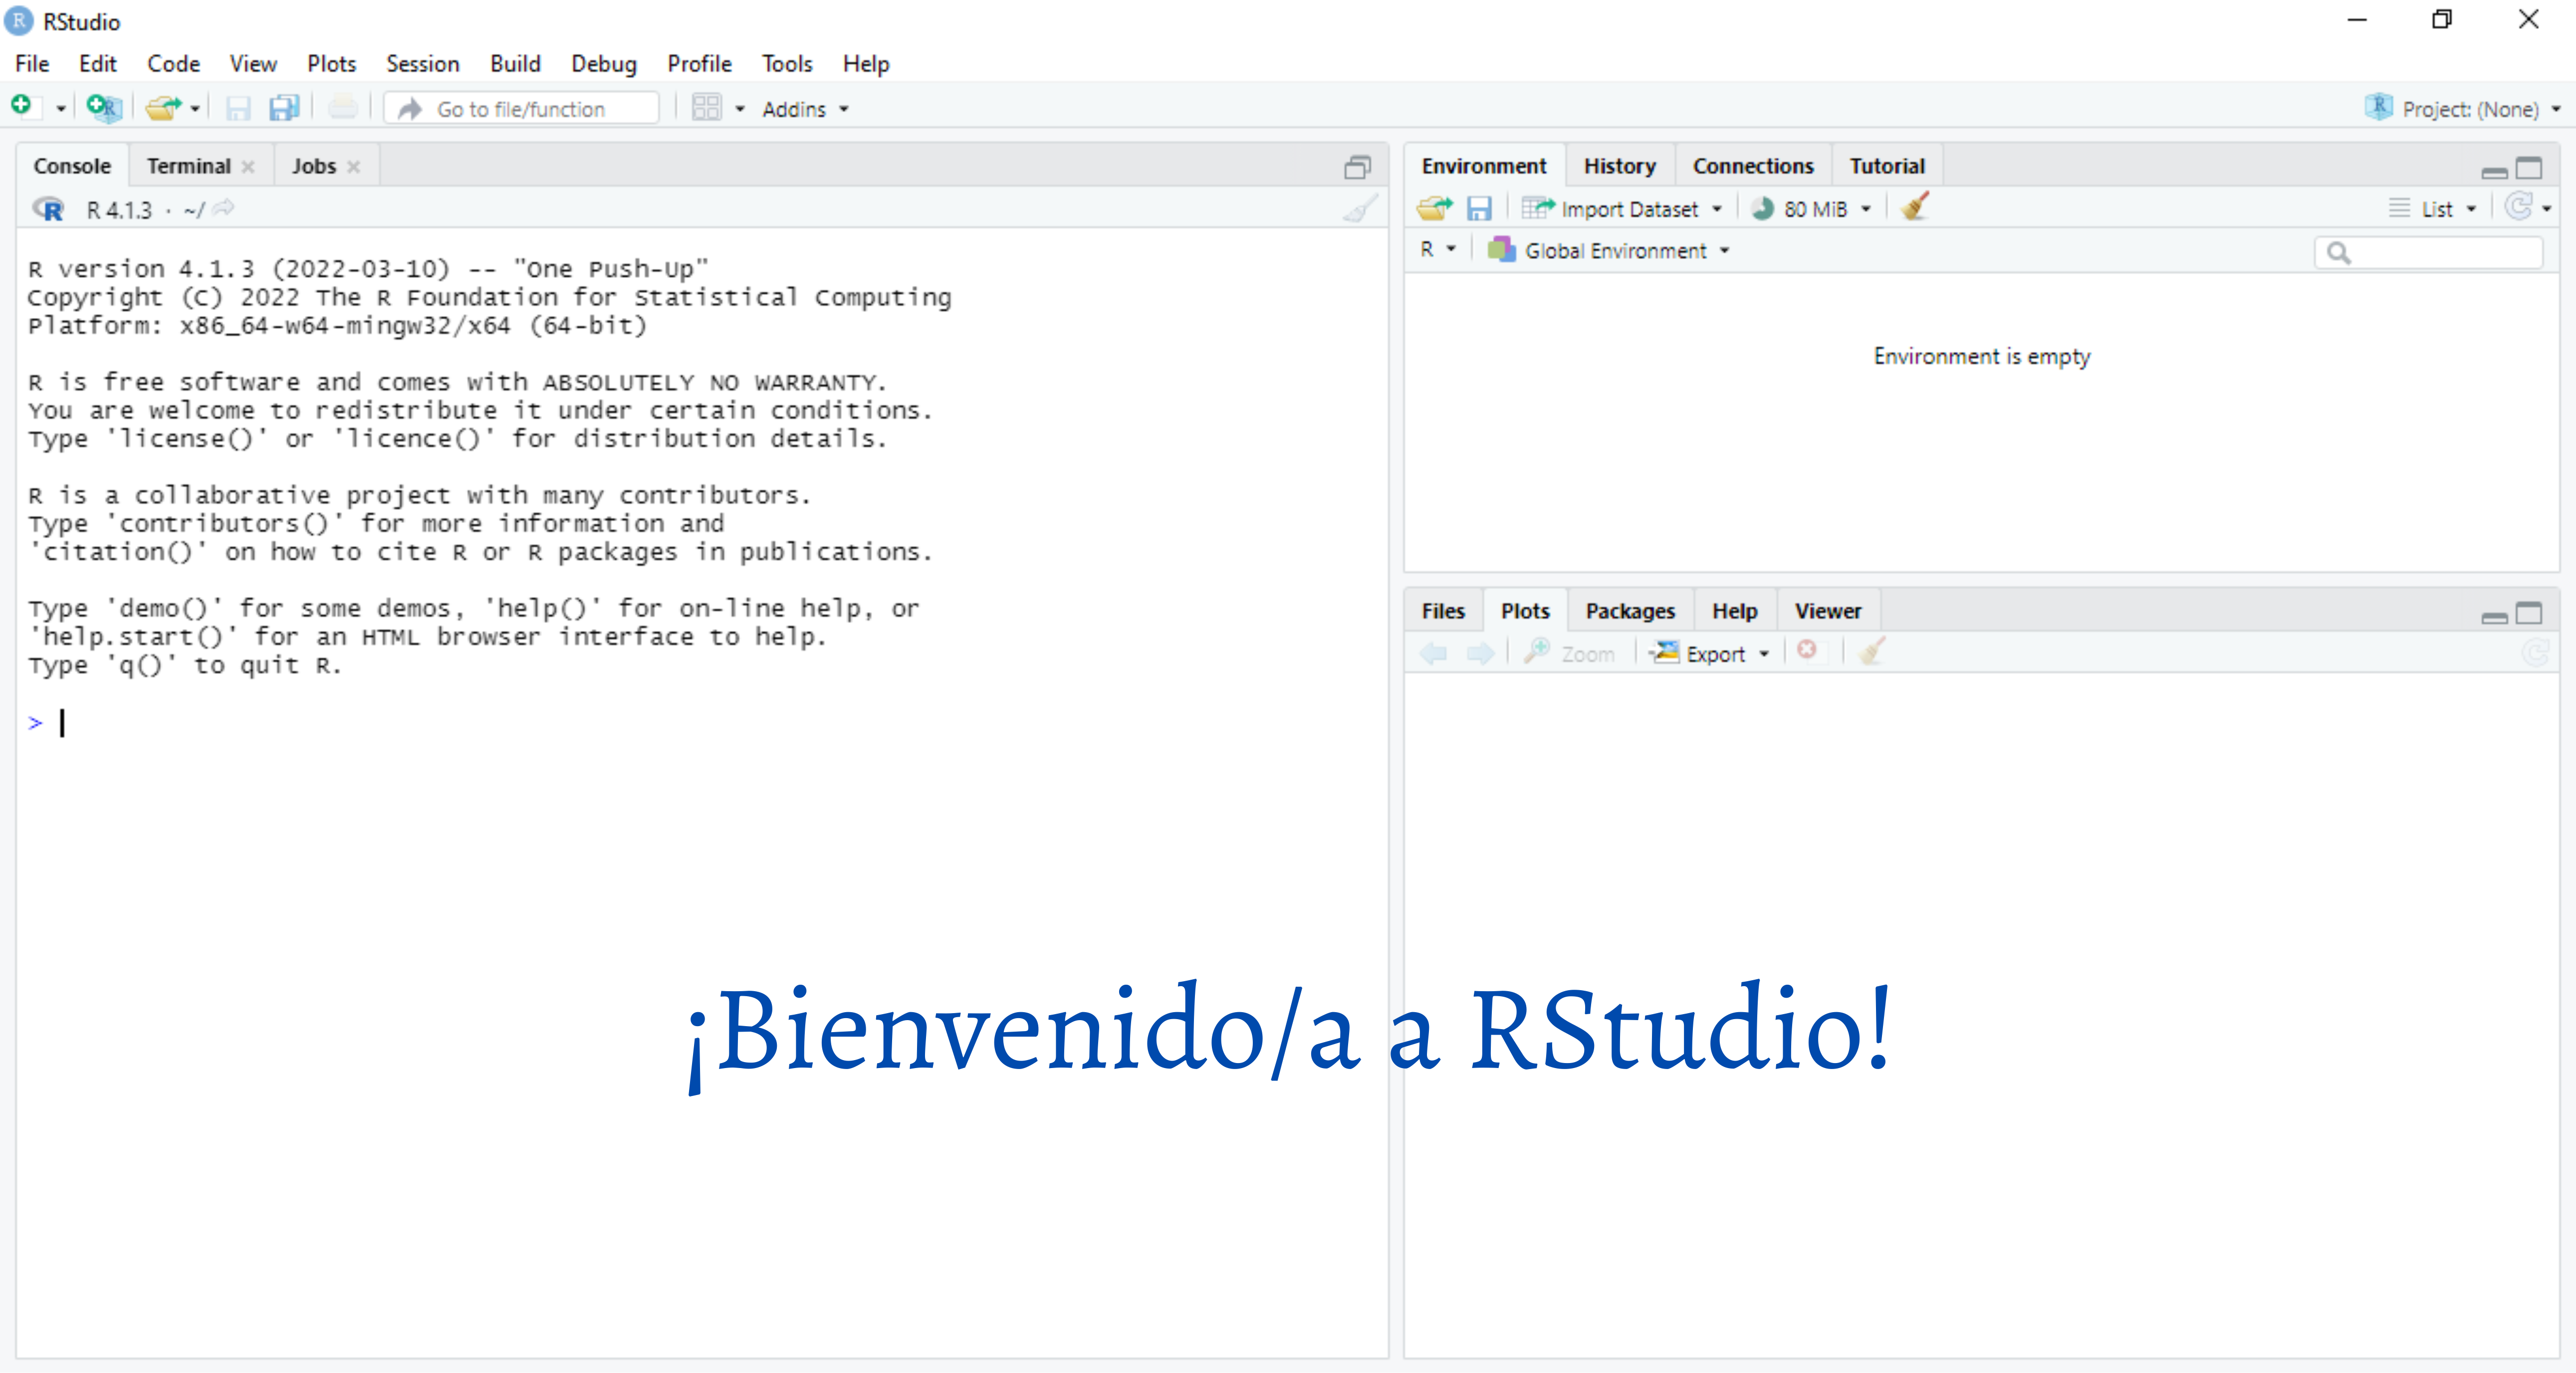 RStudio
File Edit Code View Plots Session Build Debug Profile Tools Help
Go to file/function Addins Project: (None)
Console Terminal Jobs
R 4.1.3 · ~/
R version 4.1.3 (2022-03-10) -- "One Push-Up"
Copyright (C) 2022 The R Foundation for Statistical Computing
Platform: x86_64-w64-mingw32/x64 (64-bit)
R is free software and comes with ABSOLUTELY NO WARRANTY.
You are welcome to redistribute it under certain conditions.
Type 'license()' or 'licence()' for distribution details.
R is a collaborative project with many contributors.
Type 'contributors()' for more information and
'citation()' on how to cite R or R packages in publications.
Type 'demo()' for some demos, 'help()' for on-line help, or
'help.start()' for an HTML browser interface to help.
Type 'q()' to quit R.
>
Environment History Connections Tutorial
Import Dataset 80 MiB List
R Global Environment
Environment is empty
Files Plots Packages Help Viewer
Zoom Export
¡Bienvenido/a a RStudio!